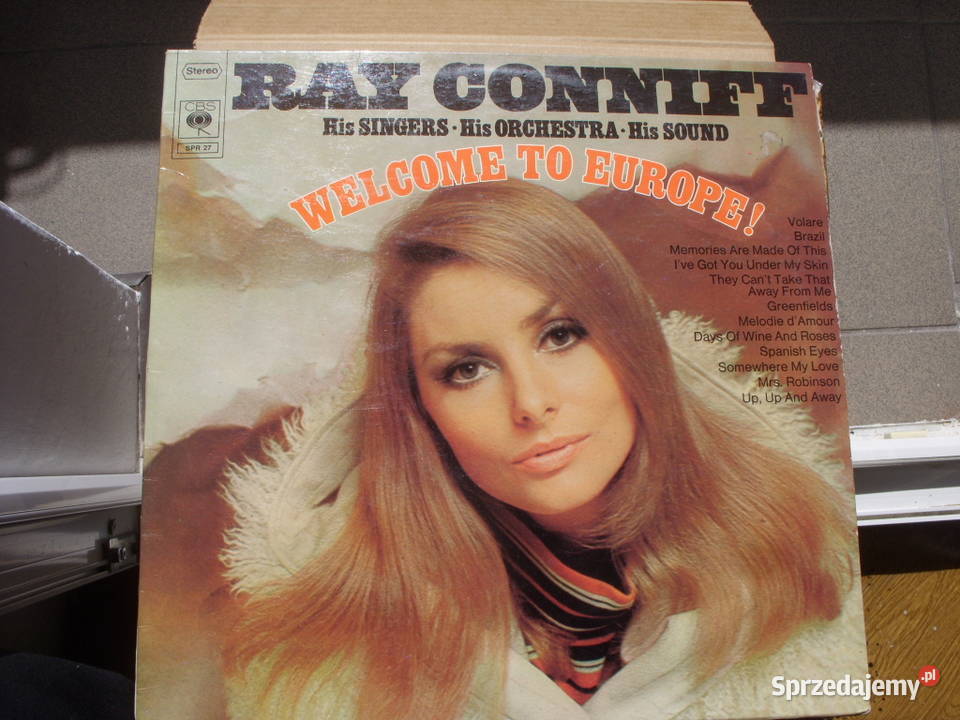 Stereo
CBS
SPR 27
RAY CONNIFF
His SINGERS · His ORCHESTRA · His SOUND
WELCOME TO EUROPE!
Volare
Brazil
Memories Are Made Of This
I've Got You Under My Skin
They Can't Take That
Away From Me
Greenfields
Melodie d'Amour
Days Of Wine And Roses
Spanish Eyes
Somewhere My Love
Mrs. Robinson
Up, Up And Away
Sprzedajemy.pl